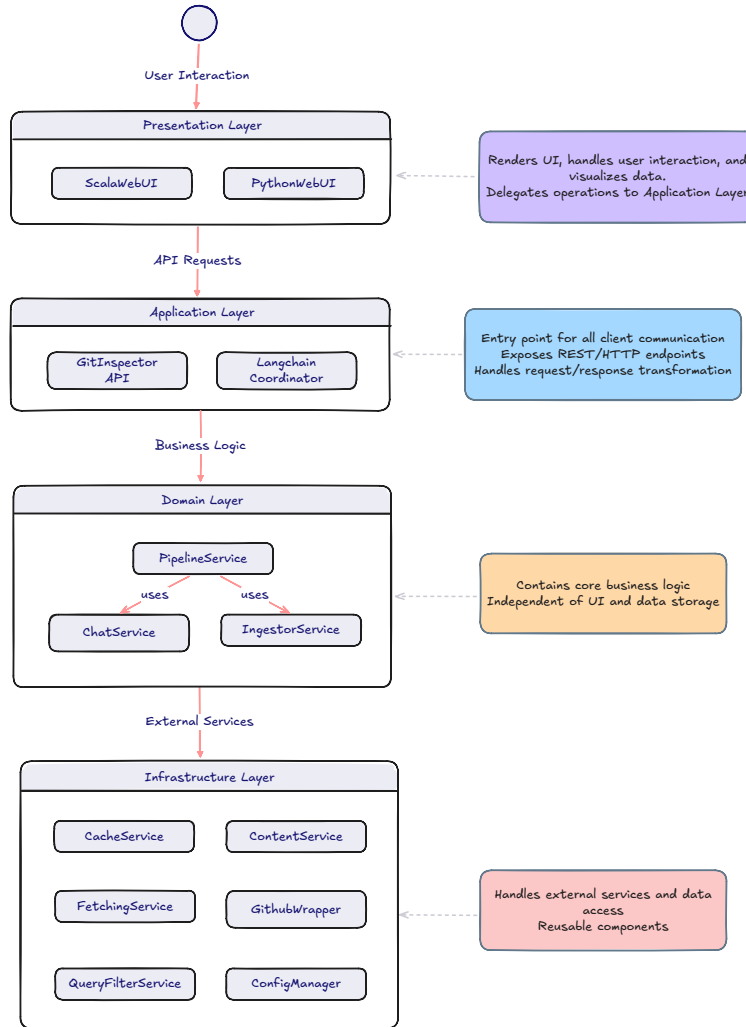 User Interaction
Presentation Layer
ScalaWebUI
PythonWebUI
Renders UI, handles user interaction, and
visualizes data.
Delegates operations to Application Layer
API Requests
Application Layer
GitInspector
API
Langchain
Coordinator
Entry point for all client communication
Exposes REST/HTTP endpoints
Handles request/response transformation
Business Logic
Domain Layer
PipelineService
uses
uses
ChatService
IngestorService
Contains core business logic
Independent of UI and data storage
External Services
Infrastructure Layer
CacheService
ContentService
FetchingService
GithubWrapper
QueryFilterService
ConfigManager
Handles external services and data
access
Reusable components